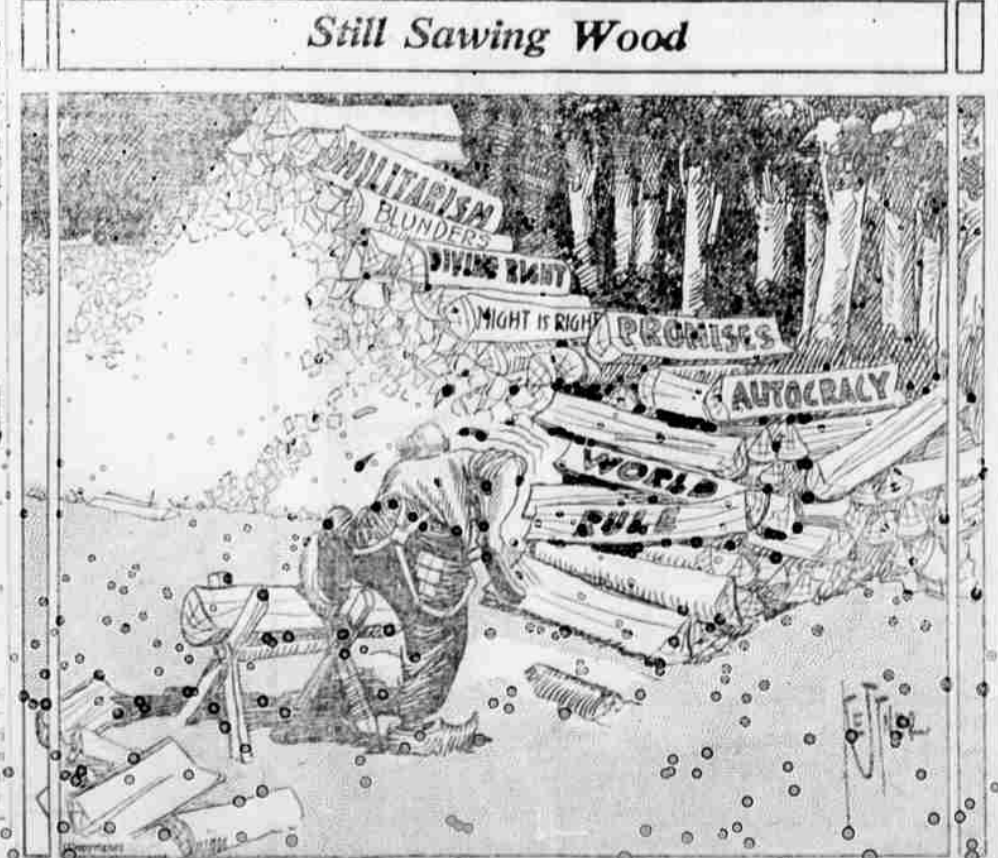 Still Sawing Wood
MILITARISM
BLUNDERS
DIVINE RIGHT
MIGHT IS RIGHT
PROMISES
AUTOCRACY
WORLD
RULE